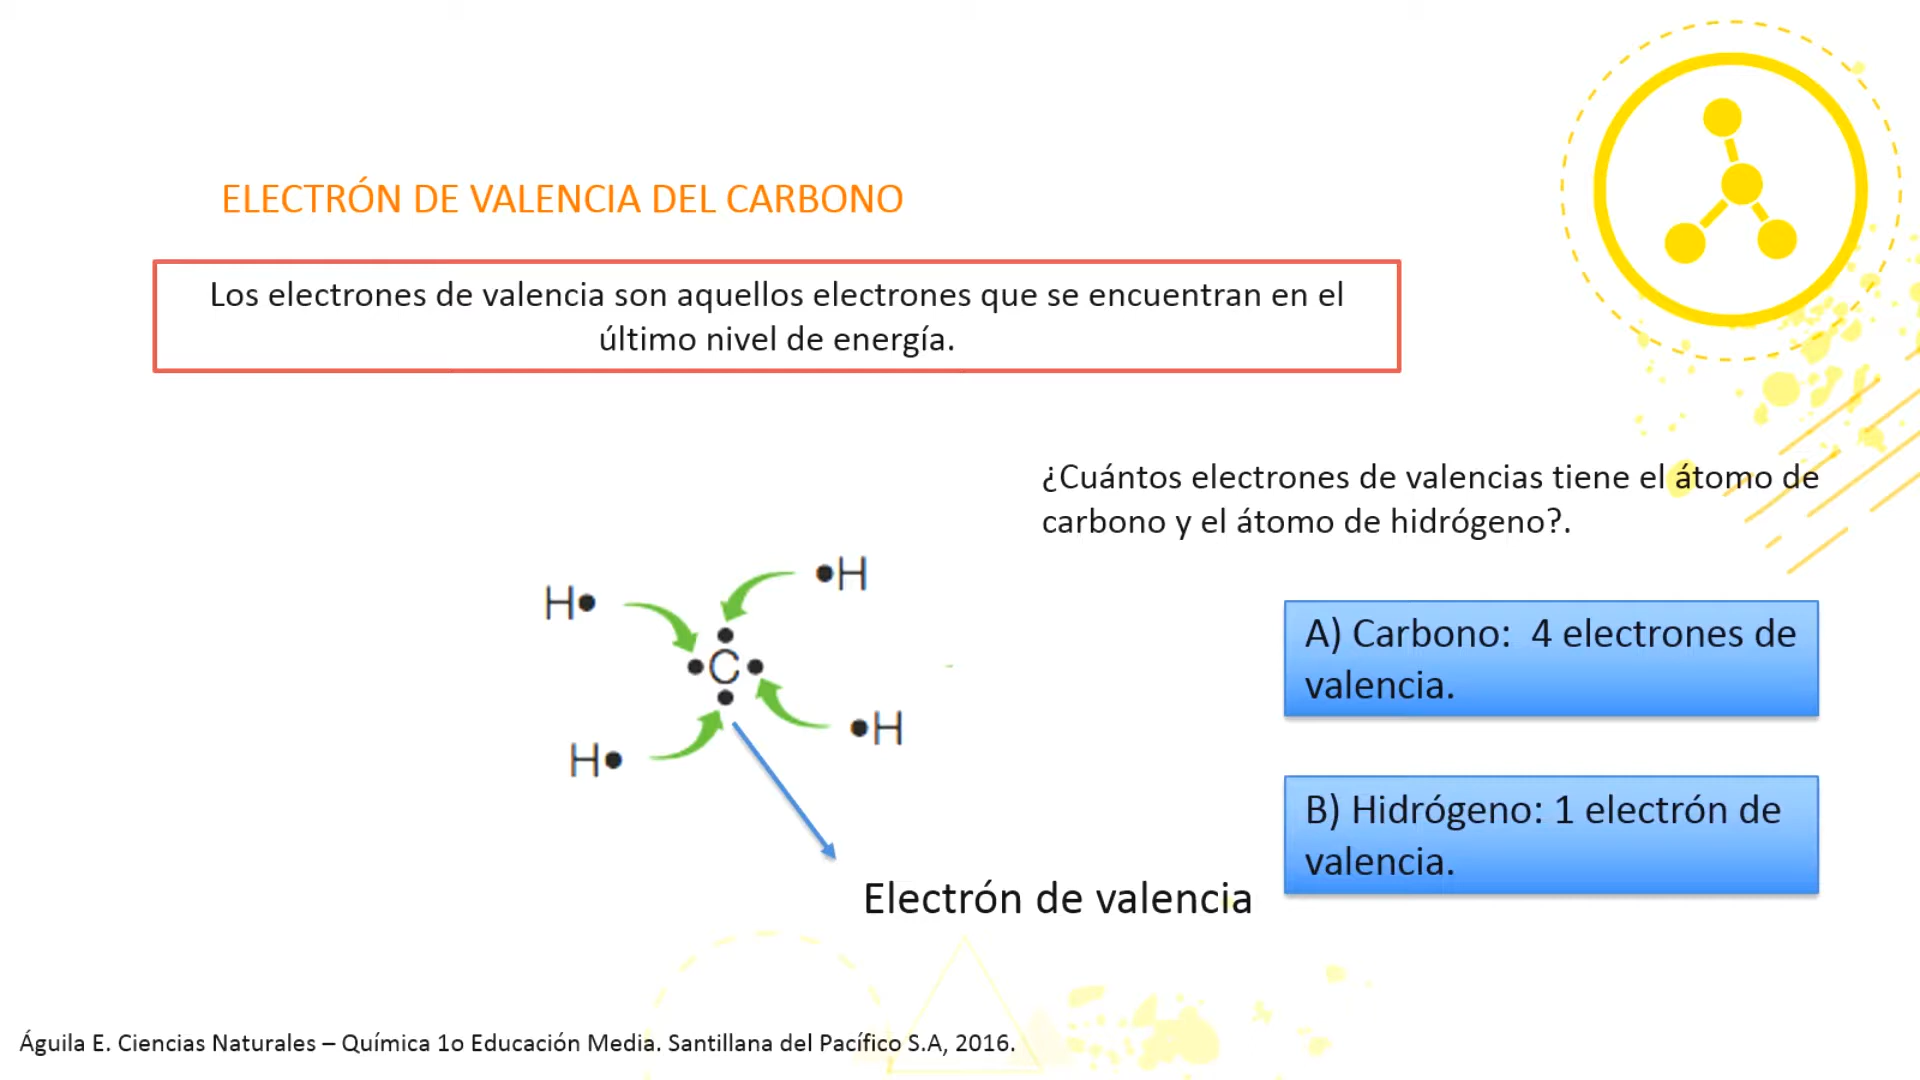 ELECTRÓN DE VALENCIA DEL CARBONO
Los electrones de valencia son aquellos electrones que se encuentran en el
último nivel de energía.
¿Cuántos electrones de valencias tiene el átomo de
carbono y el átomo de hidrógeno?.
H•
•H
•C•
H•
•H
A) Carbono:  4 electrones de
valencia.
B) Hidrógeno: 1 electrón de
valencia.
Electrón de valencia
Águila E. Ciencias Naturales – Química 1o Educación Media. Santillana del Pacífico S.A, 2016.